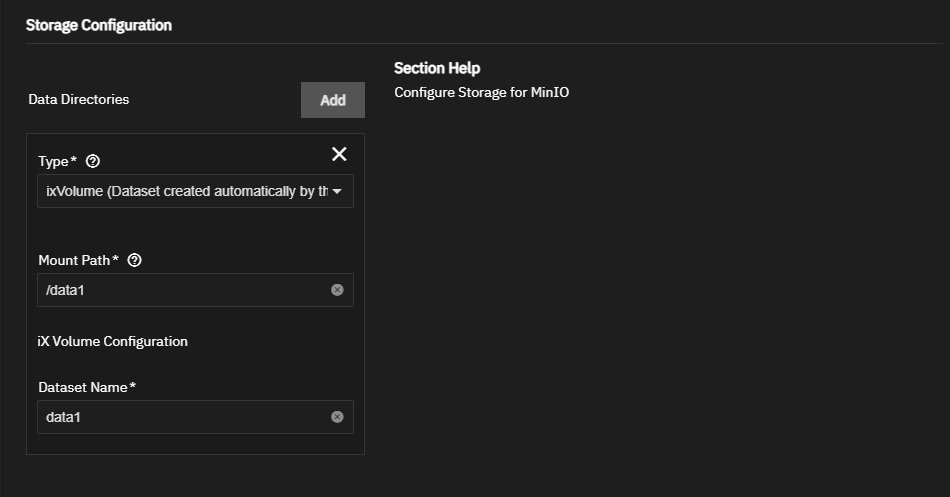 Storage Configuration
Section Help
Configure Storage for MinIO
Data Directories
Add
Type*
ixVolume (Dataset created automatically by th
Mount Path*
/data1
iX Volume Configuration
Dataset Name*
data1